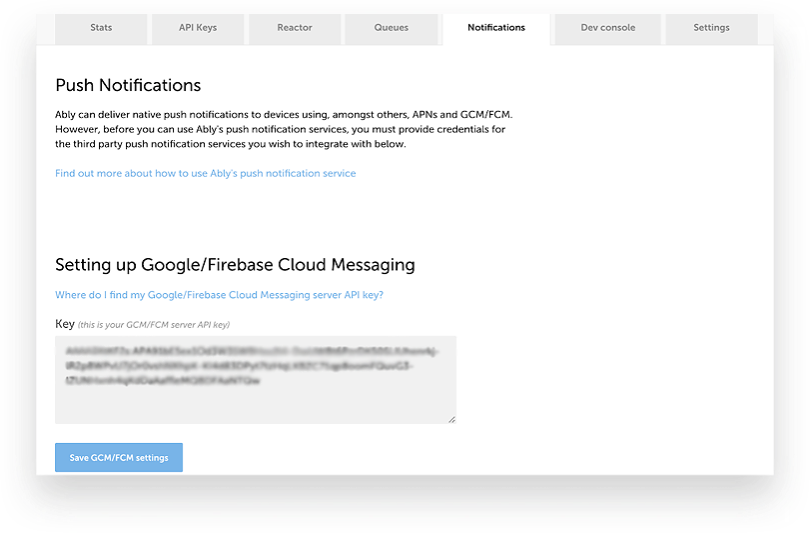 Stats
API Keys
Reactor
Queues
Notifications
Dev console
Settings
Push Notifications
Ably can deliver native push notifications to devices using, amongst others, APNs and GCM/FCM.
However, before you can use Ably's push notification services, you must provide credentials for
the third party push notification services you wish to integrate with below.
Find out more about how to use Ably's push notification service
Setting up Google/Firebase Cloud Messaging
Where do I find my Google/Firebase Cloud Messaging server API key?
Key (this is your GCM/FCM server API key)
Save GCM/FCM settings